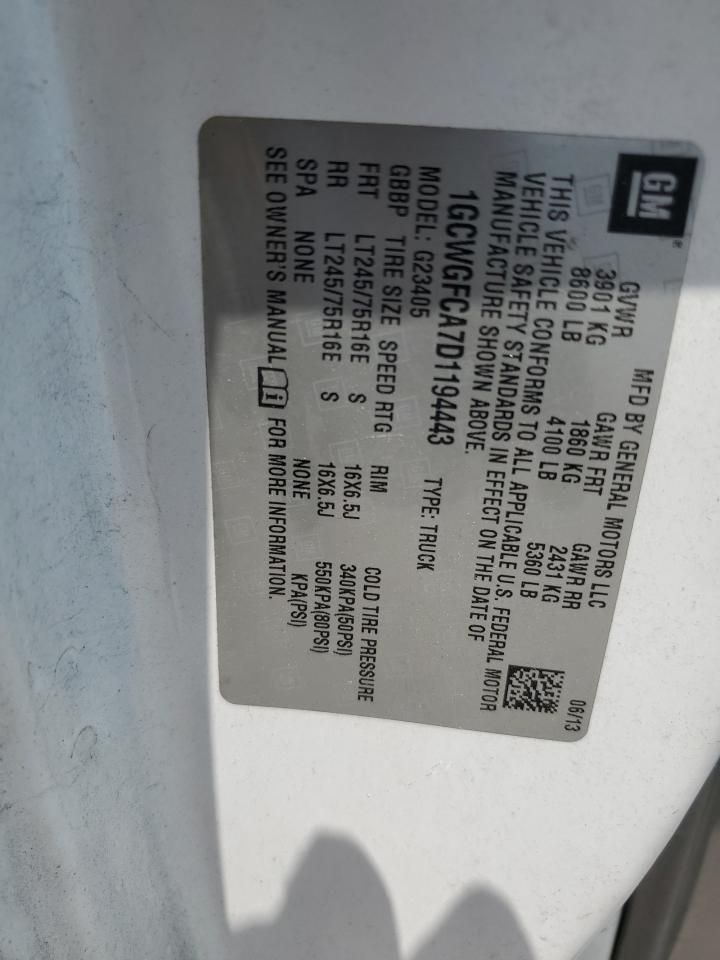 GM®
MFD BY GENERAL MOTORS LLC 06/13
GVWR GAWR FRT GAWR RR
3901 KG 1860 KG 2431 KG
8600 LB 4100 LB 5360 LB
THIS VEHICLE CONFORMS TO ALL APPLICABLE U.S. FEDERAL MOTOR
VEHICLE SAFETY STANDARDS IN EFFECT ON THE DATE OF
MANUFACTURE SHOWN ABOVE.
1GCWGFCA7D1194443
MODEL: G23405 TYPE: TRUCK
GBBP TIRE SIZE SPEED RTG RIM COLD TIRE PRESSURE
FRT LT245/75R16E S 16X6.5J 340KPA(50PSI)
RR LT245/75R16E S 16X6.5J 550KPA(80PSI)
SPA NONE NONE KPA(PSI)
SEE OWNER'S MANUAL FOR MORE INFORMATION.